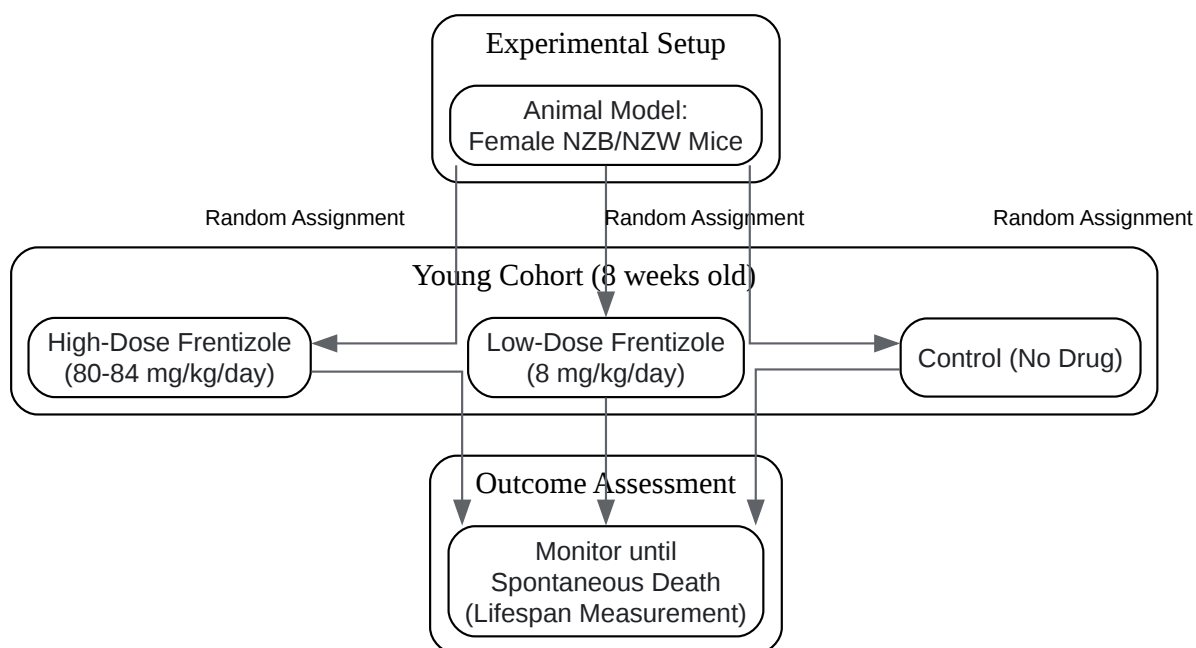 Experimental Setup
Animal Model:
Female NZB/NZW Mice
Random Assignment
Random Assignment
Random Assignment
Young Cohort (8 weeks old)
High-Dose Frentizole
(80-84 mg/kg/day)
Low-Dose Frentizole
(8 mg/kg/day)
Control (No Drug)
Outcome Assessment
Monitor until
Spontaneous Death
(Lifespan Measurement)